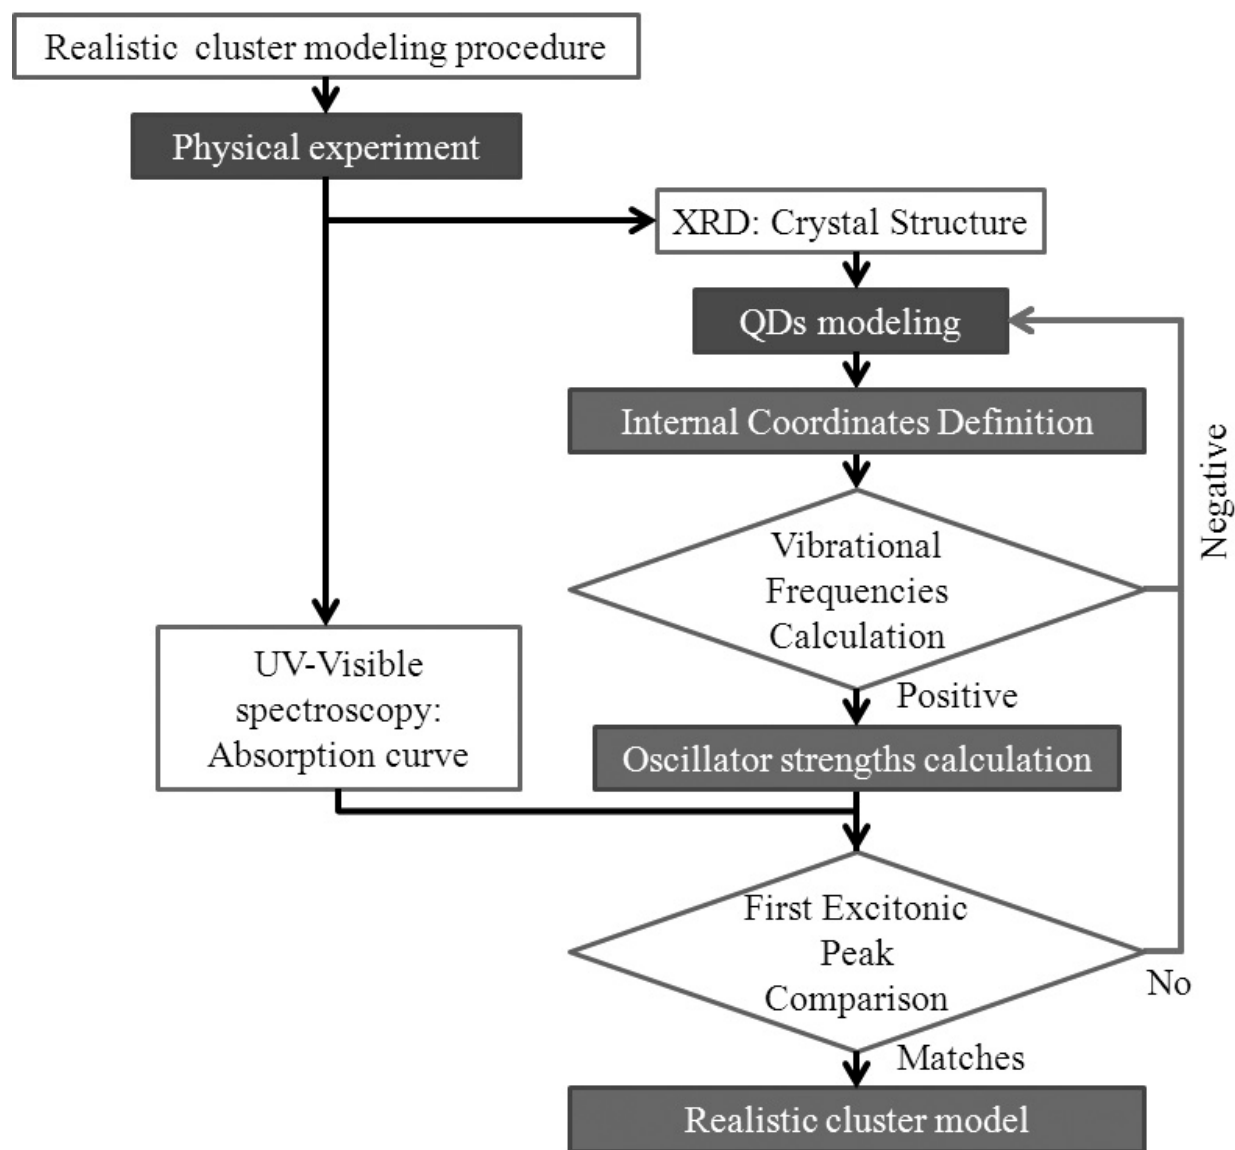 Realistic cluster modeling procedure
Physical experiment
XRD: Crystal Structure
QDs modeling
Internal Coordinates Definition
Negative
Vibrational
Frequencies
Calculation
Positive
UV-Visible
spectroscopy:
Absorption curve
Oscillator strengths calculation
First Excitonic
Peak
Comparison
No
Matches
Realistic cluster model